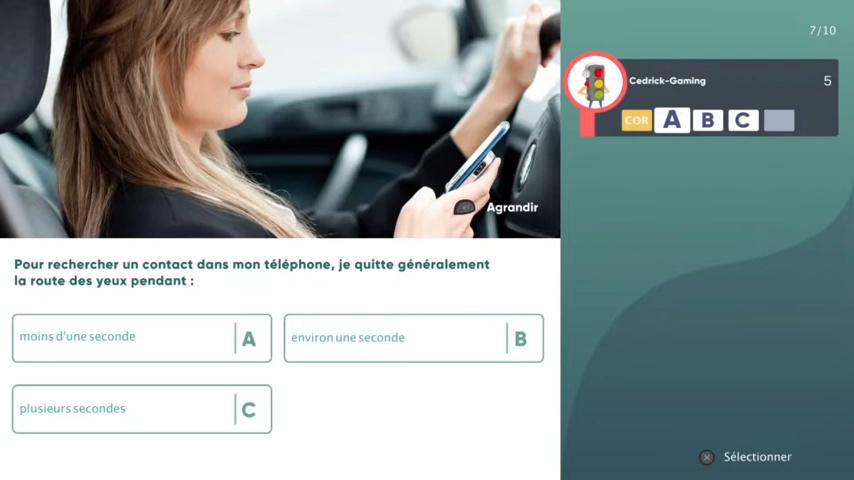 7/10
Cedrick-Gaming 5
COR A B C
Agrandir
Pour rechercher un contact dans mon téléphone, je quitte généralement
la route des yeux pendant :
moins d'une seconde A
environ une seconde B
plusieurs secondes C
Sélectionner